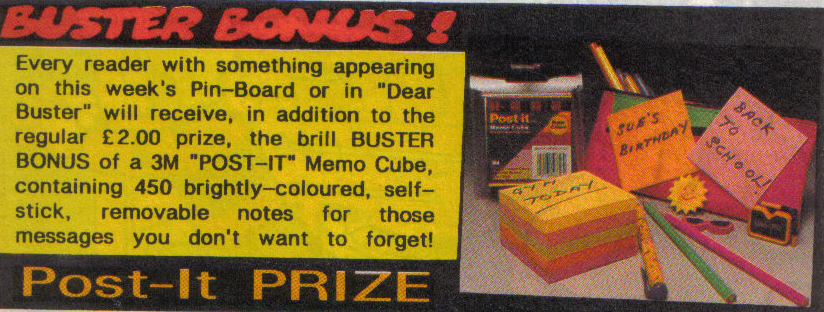 BUSTER BONUS !
Every reader with something appearing
on this week's Pin-Board or in "Dear
Buster" will receive, in addition to the
regular £2.00 prize, the brill BUSTER
BONUS of a 3M "POST-IT" Memo Cube,
containing 450 brightly-coloured, self-
stick, removable notes for those
messages you don't want to forget!
Post-It PRIZE
Post-it
Memo Cube
SUE'S
BIRTHDAY
BACK
TO
SCHOOL!
GYM
TODAY